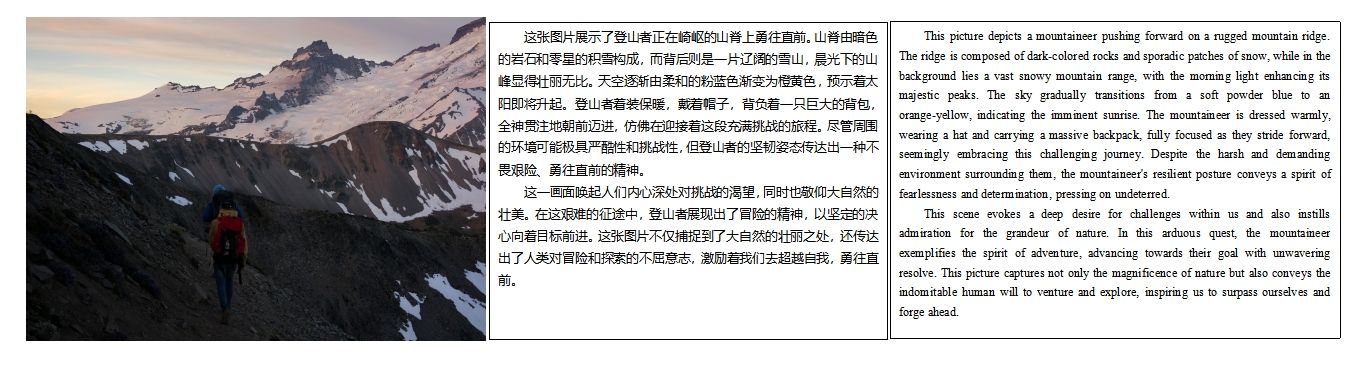 这张图片展示了登山者正在崎岖的山脊上勇往直前。山脊由暗色
的岩石和零星的积雪构成，而背后则是一片辽阔的雪山，晨光下的山
峰显得壮丽无比。天空逐渐由柔和的粉蓝色渐变为橙黄色，预示着太
阳即将升起。登山者着装保暖，戴着帽子，背负着一只巨大的背包，
全神贯注地朝前迈进，仿佛在迎接着这段充满挑战的旅程。尽管周围
的环境可能极具严酷性和挑战性，但登山者的坚韧姿态传达出一种不
畏艰险、勇往直前的精神。
这一画面唤起人们内心深处对挑战的渴望，同时也敬仰大自然的
壮美。在这艰难的征途中，登山者展现出了冒险的精神，以坚定的决
心向着目标前进。这张图片不仅捕捉到了大自然的壮丽之处，还传达
出了人类对冒险和探索的不屈意志，激励着我们去超越自我，勇往直
前。
This picture depicts a mountaineer pushing forward on a rugged mountain ridge.
The ridge is composed of dark-colored rocks and sporadic patches of snow, while in the
background lies a vast snowy mountain range, with the morning light enhancing its
majestic peaks. The sky gradually transitions from a soft powder blue to an
orange-yellow, indicating the imminent sunrise. The mountaineer is dressed warmly,
wearing a hat and carrying a massive backpack, fully focused as they stride forward,
seemingly embracing this challenging journey. Despite the harsh and demanding
environment surrounding them, the mountaineer's resilient posture conveys a spirit of
fearlessness and determination, pressing on undeterred.
This scene evokes a deep desire for challenges within us and also instills
admiration for the grandeur of nature. In this arduous quest, the mountaineer
exemplifies the spirit of adventure, advancing towards their goal with unwavering
resolve. This picture captures not only the magnificence of nature but also conveys the
indomitable human will to venture and explore, inspiring us to surpass ourselves and
forge ahead.